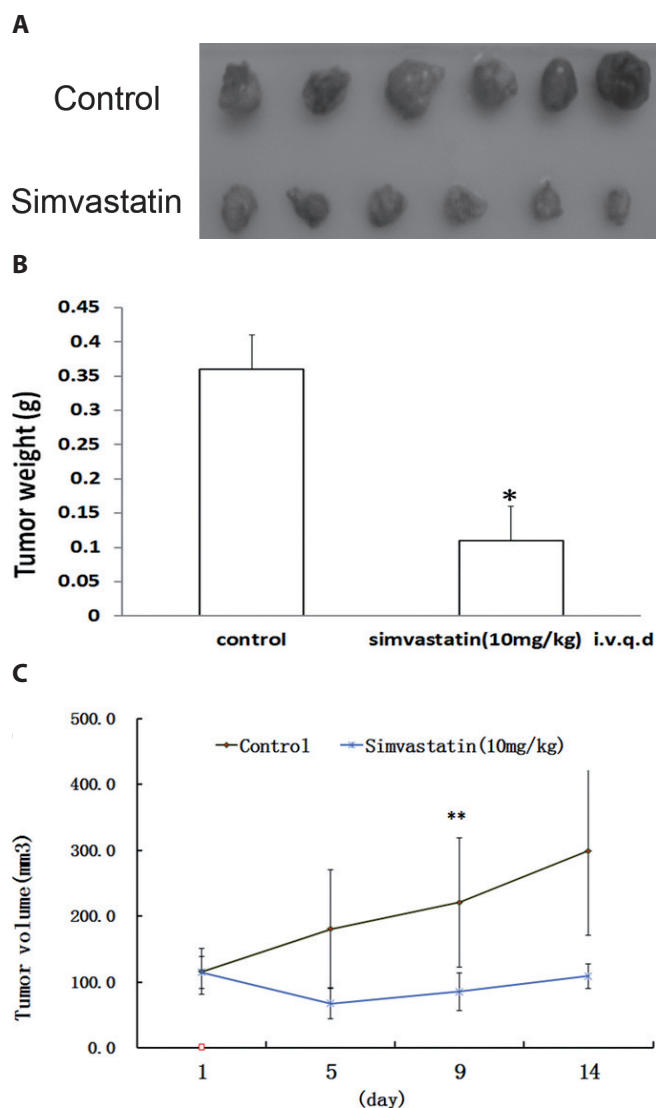 A
Control
Simvastatin
B
Tumor weight (g)
0.45
0.4
0.35
0.3
0.25
0.2
0.15
0.1
0.05
0
*
control simvastatin(10mg/kg) i.v.q.d
C
Tumor volume(mm3)
500.0
400.0
300.0
200.0
100.0
0.0
Control Simvastatin(10mg/kg)
**
1 5 9 14
(day)